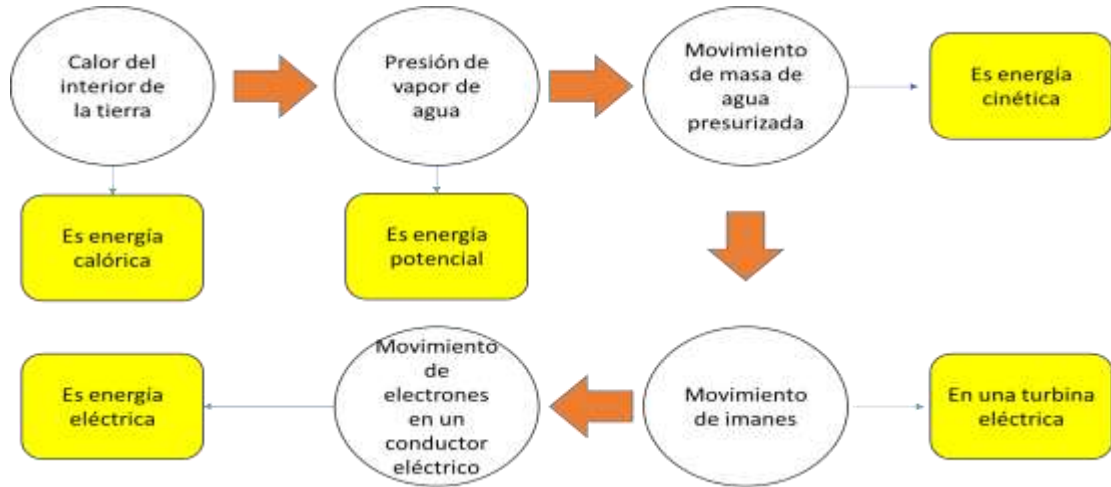 Calor del
interior de
la tierra
Presión de
vapor de
agua
Movimiento
de masa de
agua
presurizada
Es energía
cinética
Es energía
calórica
Es energía
potencial
Es energía
eléctrica
Movimiento
de
electrones
en un
conductor
eléctrico
Movimiento
de imanes
En una turbina
eléctrica